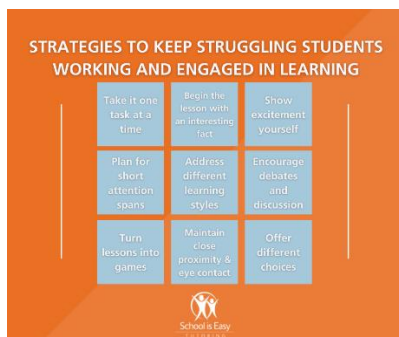 STRATEGIES TO KEEP STRUGGLING STUDENTS
WORKING AND ENGAGED IN LEARNING
Take it one
task at a
time
Begin the
lesson with
an interesting
fact
Show
excitement
yourself
Plan for
short
attention
spans
Address
different
learning
styles
Encourage
debates
and
discussion
Turn
lessons into
games
Maintain
close
proximity &
eye contact
Offer
different
choices
School is Easy
TUTORING